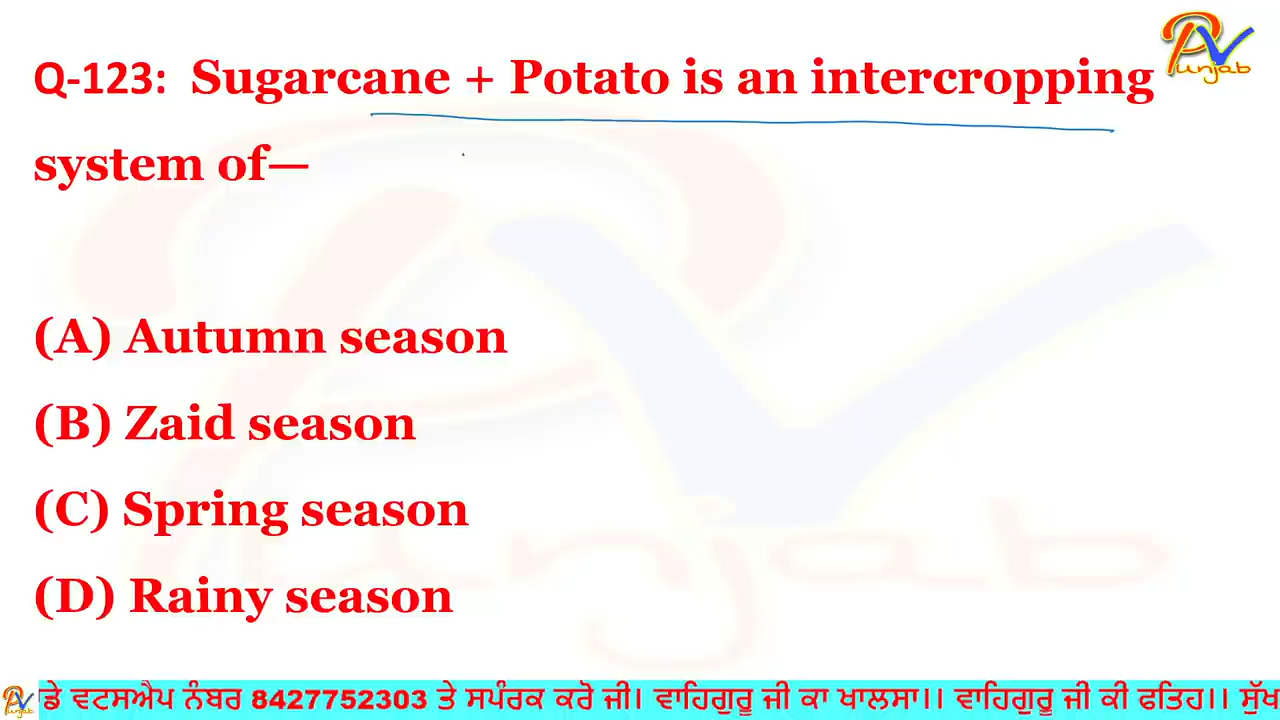 Q-123: Sugarcane + Potato is an intercropping
system of—
(A) Autumn season
(B) Zaid season
(C) Spring season
(D) Rainy season
ਡੇ ਵਟਸਐਪ ਨੰਬਰ 8427752303 ਤੇ ਸਪੰਰਕ ਕਰੋ ਜੀ। ਵਾਹਿਗੁਰੂ ਜੀ ਕਾ ਖਾਲਸਾ।। ਵਾਹਿਗੁਰੂ ਜੀ ਕੀ ਫਤਿਹ।। ਸੁੱਖ